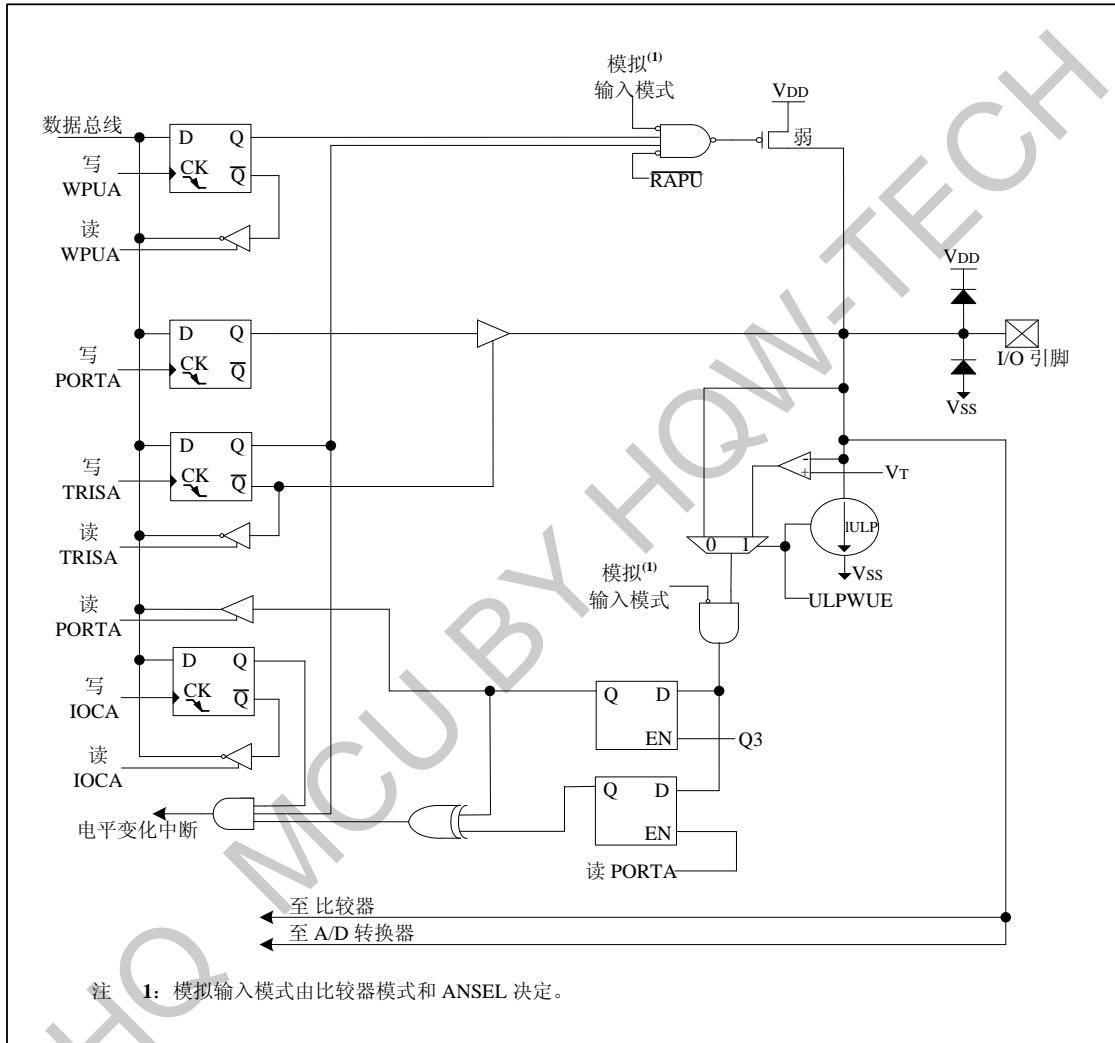 模拟(1)
输入模式
VDD
数据总线
D Q
弱
写
WPUA
CK Q
RAPU
读
WPUA
VDD
D Q
写
PORTA
CK Q
I/O 引脚
VSS
D Q
写
TRISA
CK Q
- +
VT
读
TRISA
IULP
0 1
模拟(1)
输入模式
VSS
ULPWUE
读
PORTA
D Q
写
IOCA
CK Q
Q D
EN
Q3
读
IOCA
Q D
EN
电平变化中断
读 PORTA
至 比较器
至 A/D 转换器
注 1: 模拟输入模式由比较器模式和 ANSEL 决定。
HQ MCU BY HQW-TECH